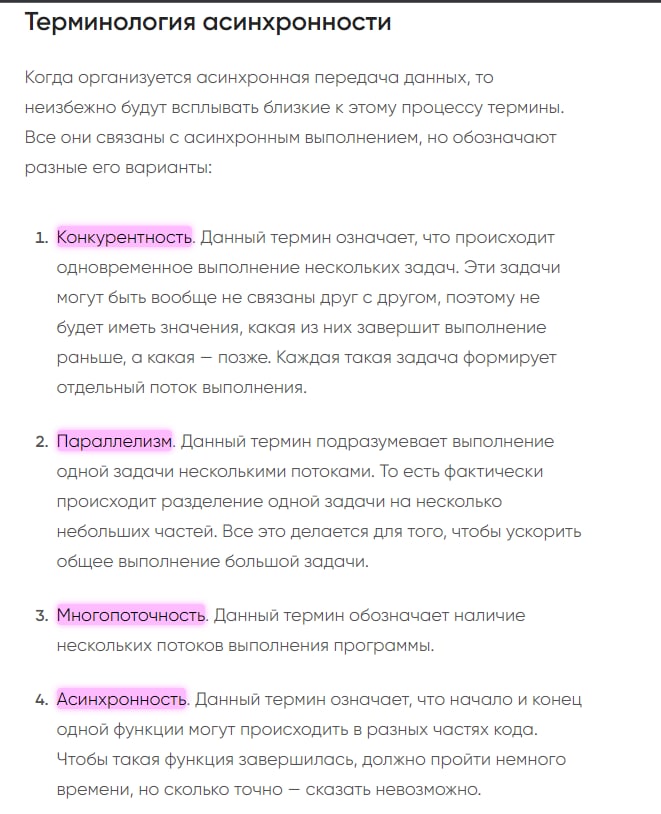 Терминология асинхронности
Когда организуется асинхронная передача данных, то
неизбежно будут всплывать близкие к этому процессу термины.
Все они связаны с асинхронным выполнением, но обозначают
разные его варианты:
1. Конкурентность. Данный термин означает, что происходит
одновременное выполнение нескольких задач. Эти задачи
могут быть вообще не связаны друг с другом, поэтому не
будет иметь значения, какая из них завершит выполнение
раньше, а какая — позже. Каждая такая задача формирует
отдельный поток выполнения.
2. Параллелизм. Данный термин подразумевает выполнение
одной задачи несколькими потоками. То есть фактически
происходит разделение одной задачи на несколько
небольших частей. Все это делается для того, чтобы ускорить
общее выполнение большой задачи.
3. Многопоточность. Данный термин обозначает наличие
нескольких потоков выполнения программы.
4. Асинхронность. Данный термин означает, что начало и конец
одной функции могут происходить в разных частях кода.
Чтобы такая функция завершилась, должно пройти немного
времени, но сколько точно — сказать невозможно.